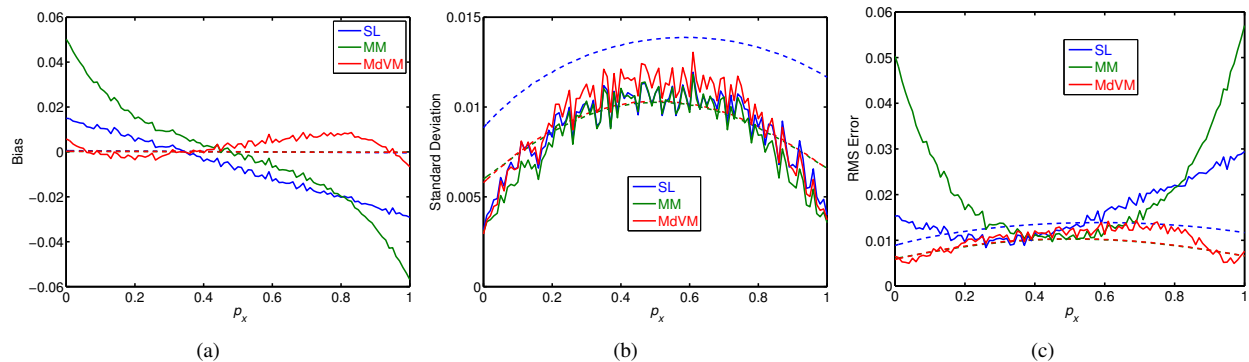 0.06
0.04
0.02
0
−0.02
−0.04
−0.06
Bias
0
0.2
0.4
0.6
0.8
1
p_x
SL
MM
MdVM
(a)
0.015
0.01
0.005
0
Standard Deviation
0
0.2
0.4
0.6
0.8
1
p_x
SL
MM
MdVM
(b)
0.06
0.05
0.04
0.03
0.02
0.01
0
RMS Error
0
0.2
0.4
0.6
0.8
1
p_x
SL
MM
MdVM
(c)